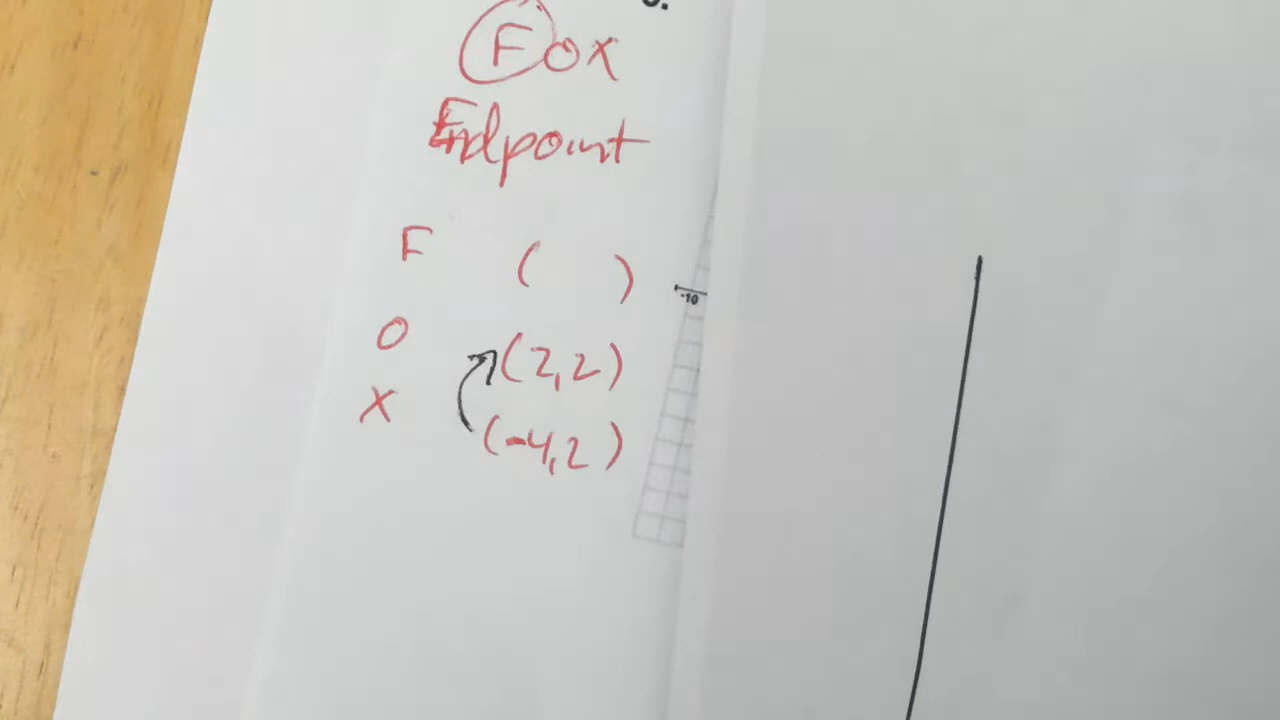 FOX
Endpoint
F ( )
-10
O (2,2)
X (-4,2)